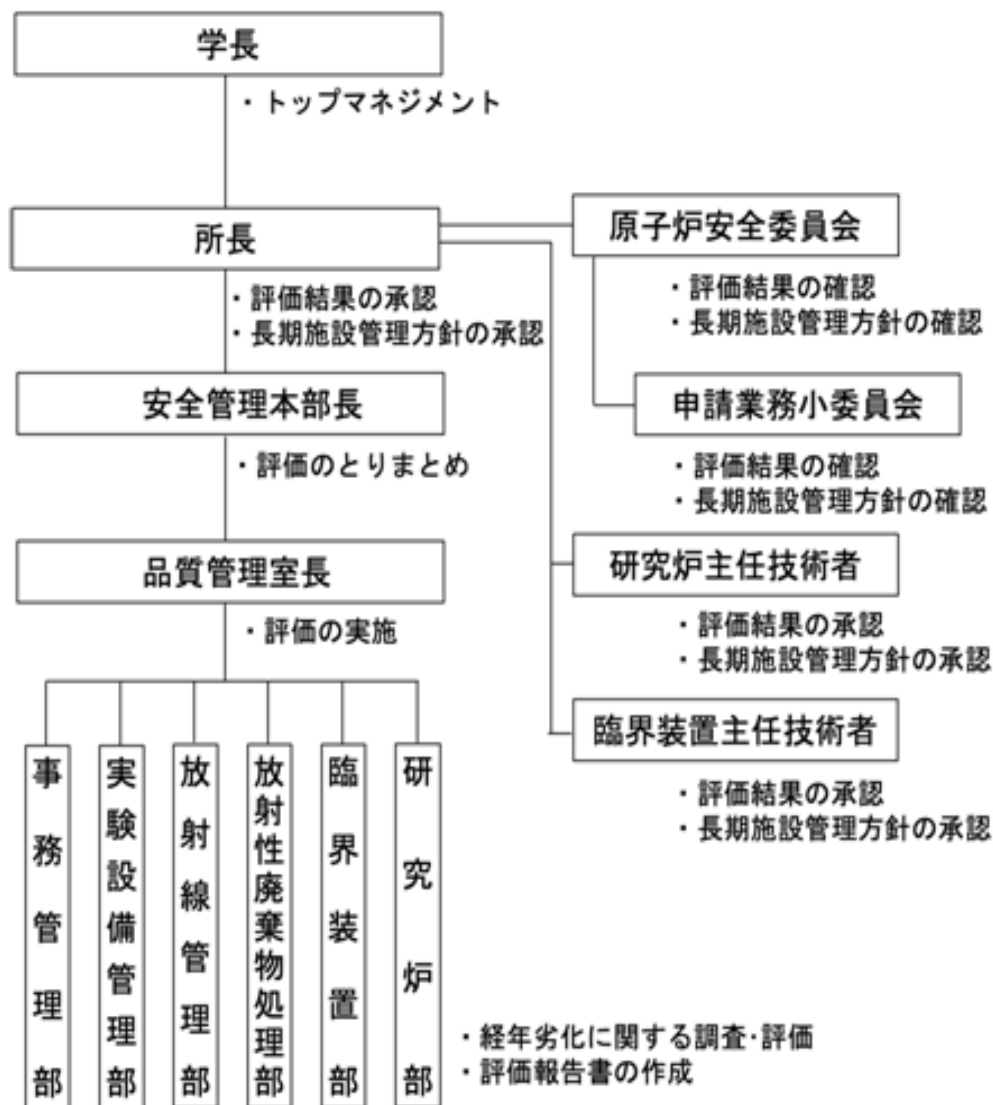 学長
・トップマネジメント
所長
・評価結果の承認
・長期施設管理方針の承認
安全管理本部長
・評価のとりまとめ
品質管理室長
・評価の実施
事務管理部
実験設備管理部
放射線管理部
放射性廃棄物処理部
臨界装置部
研究炉部
・経年劣化に関する調査・評価
・評価報告書の作成
原子炉安全委員会
・評価結果の確認
・長期施設管理方針の確認
申請業務小委員会
・評価結果の確認
・長期施設管理方針の確認
研究炉主任技術者
・評価結果の承認
・長期施設管理方針の承認
臨界装置主任技術者
・評価結果の承認
・長期施設管理方針の承認